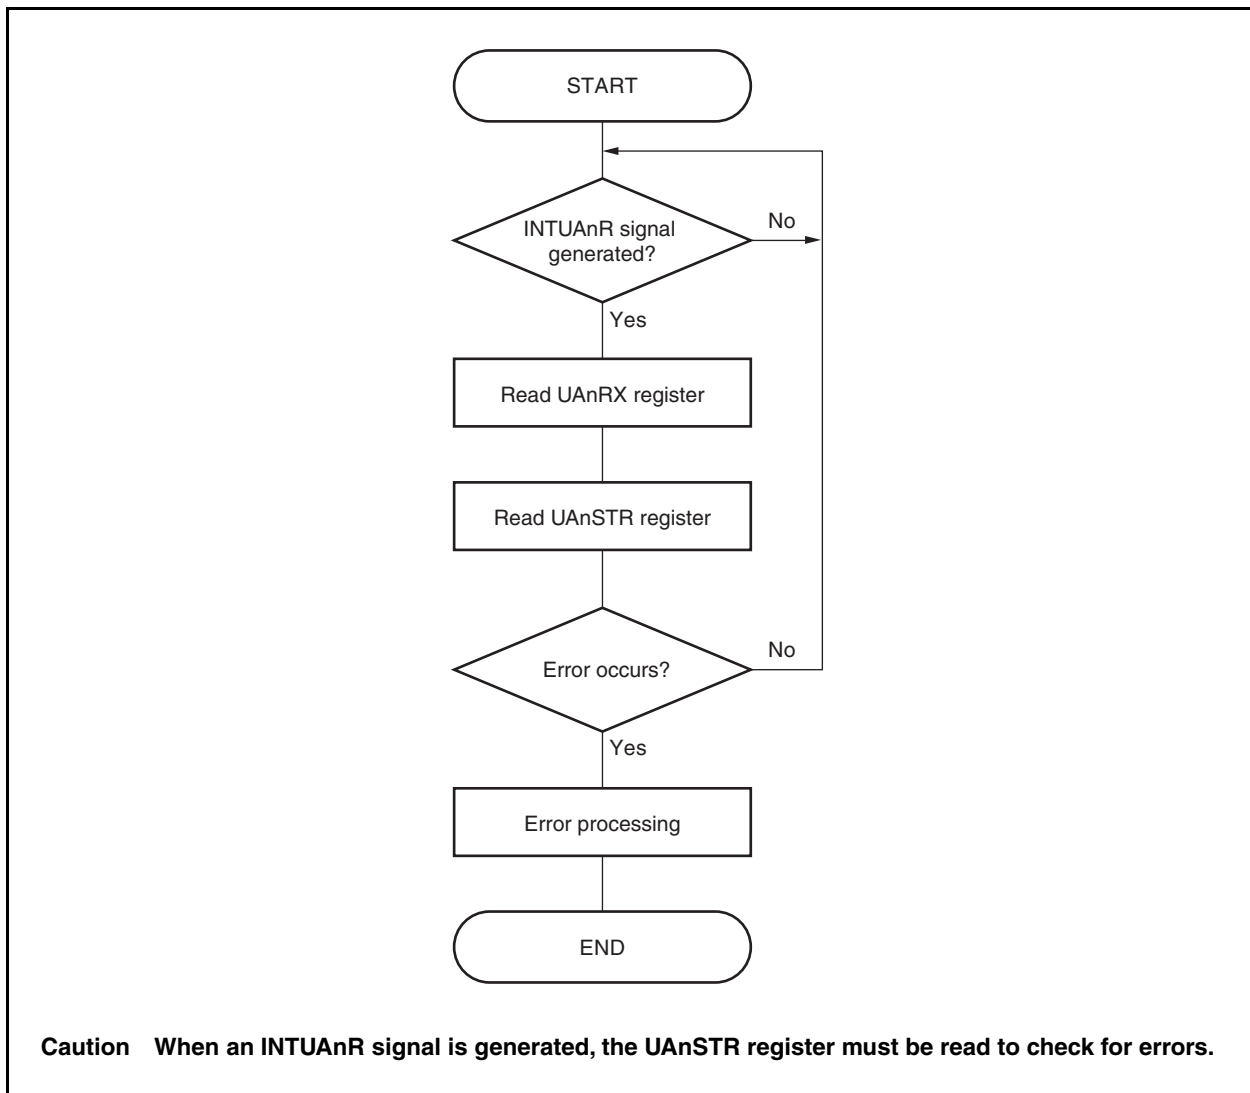 START
INTUAnR signal
generated?
No
Yes
Read UAnRX register
Read UAnSTR register
Error occurs?
No
Yes
Error processing
END
Caution When an INTUAnR signal is generated, the UAnSTR register must be read to check for errors.